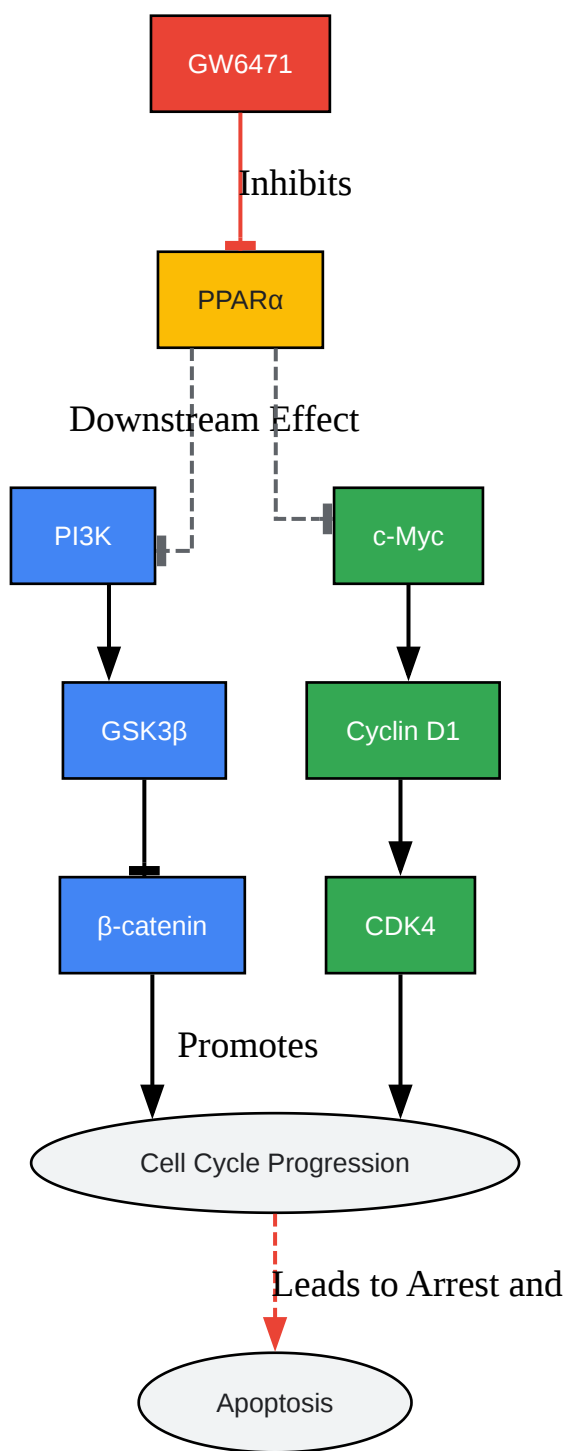 GW6471
Inhibits
PPARα
Downstream Effect
PI3K
c-Myc
GSK3β
Cyclin D1
β-catenin
CDK4
Promotes
Cell Cycle Progression
Leads to Arrest and
Apoptosis